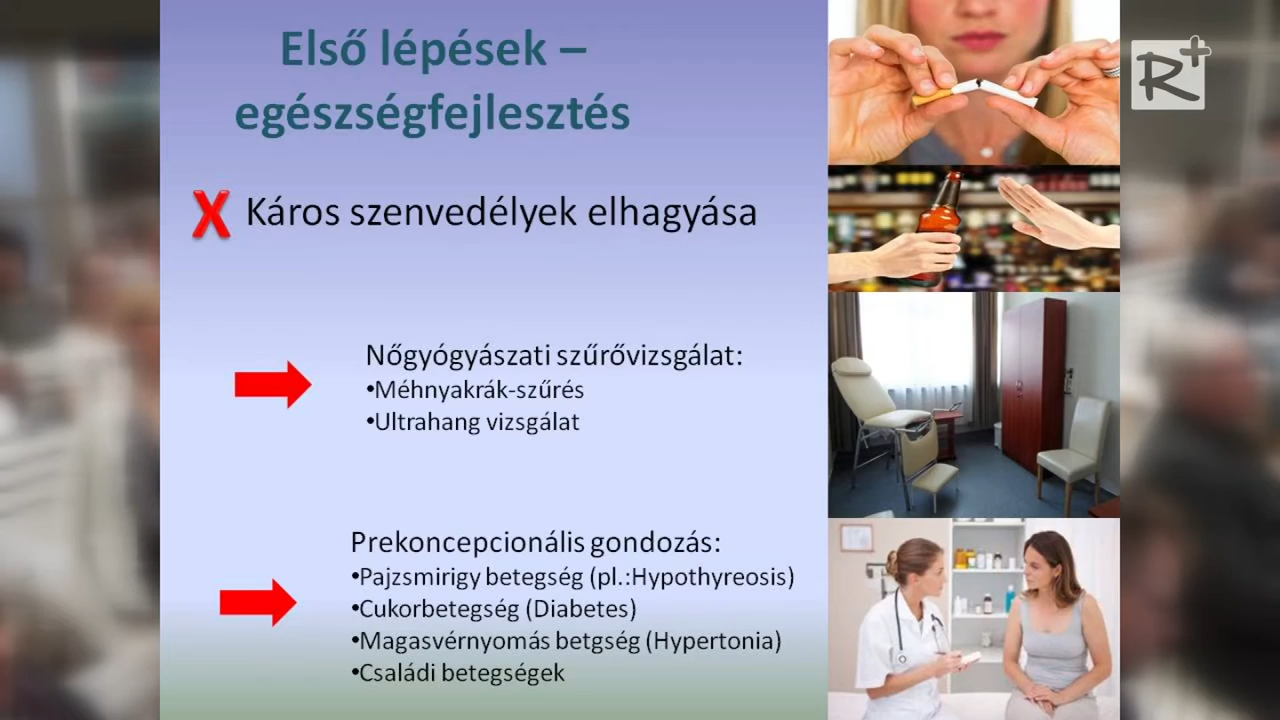 Első lépések –
egészségfejlesztés
X Káros szenvedélyek elhagyása
Nőgyógyászati szűrővizsgálat:
•Méhnyakrák-szűrés
•Ultrahang vizsgálat
Prekoncepcionális gondozás:
•Pajzsmirigy betegség (pl.:Hypothyreosis)
•Cukorbetegség (Diabetes)
•Magasvérnyomás betgség (Hypertonia)
•Családi betegségek
R+